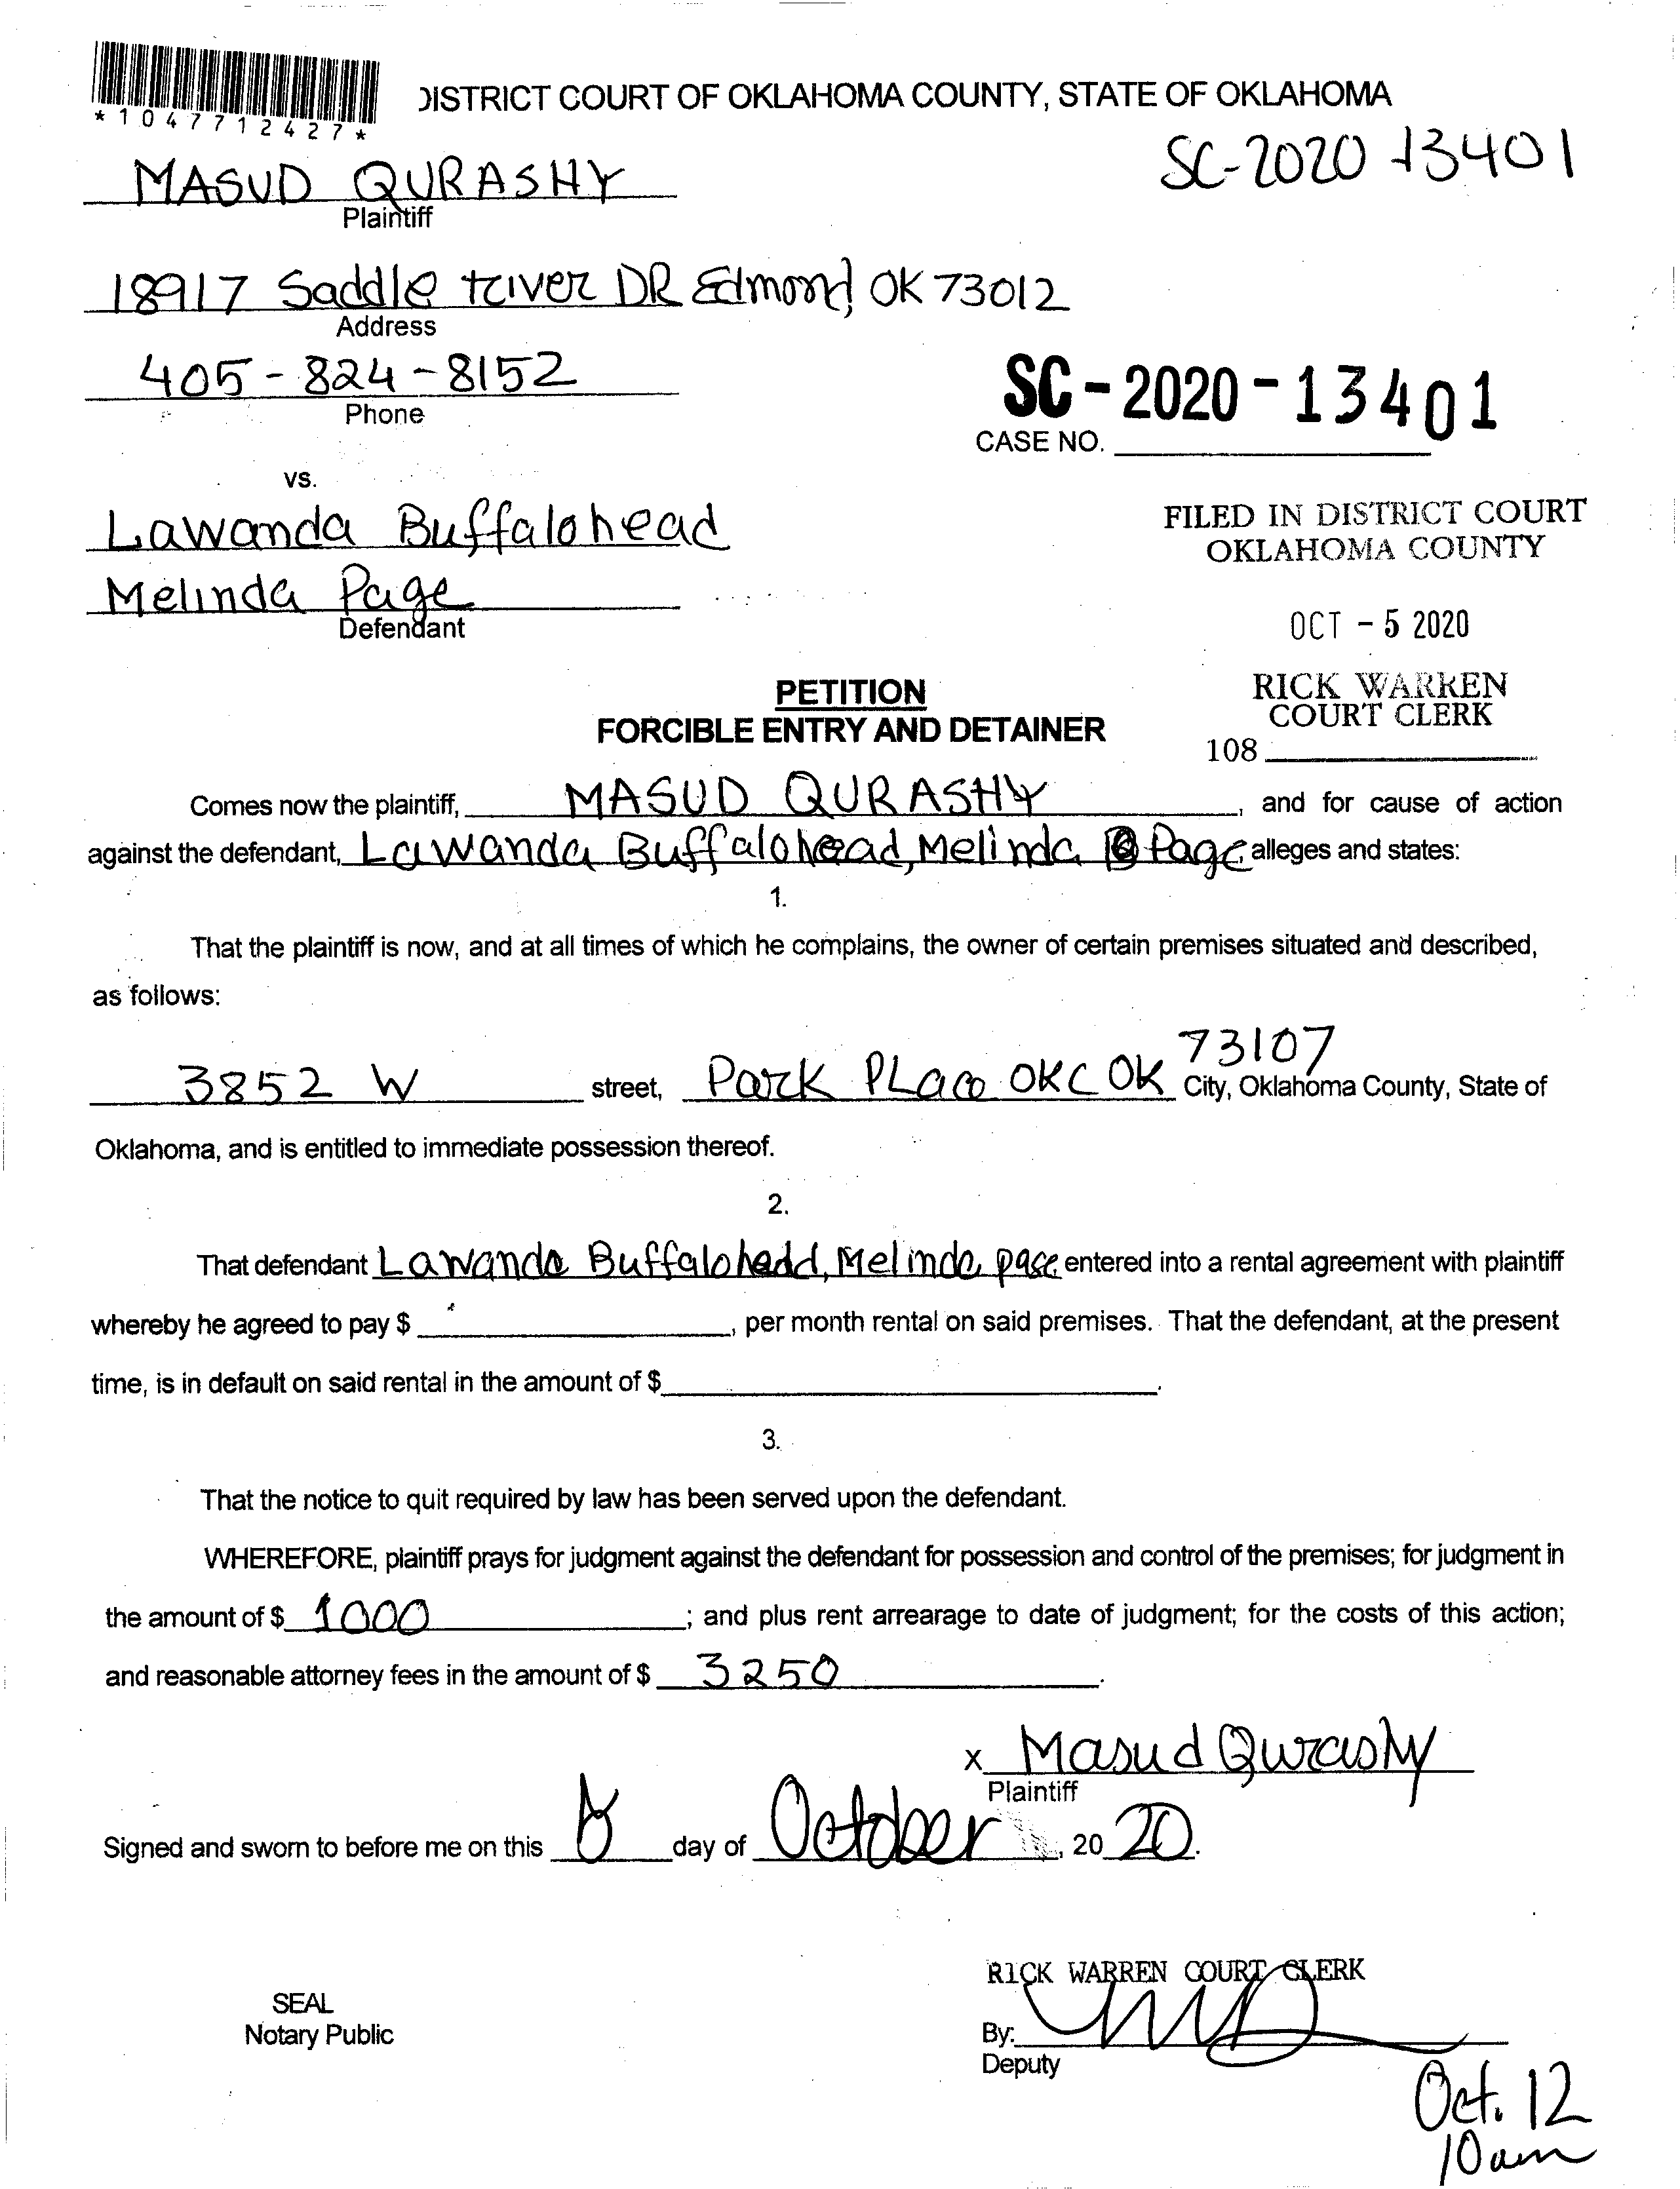 *1047712427*
DISTRICT COURT OF OKLAHOMA COUNTY, STATE OF OKLAHOMA
SC-2020 13401
MASUD QURASHY
Plaintiff
18917 Saddle river DR Edmond, OK 73012
Address
405-824-8152
Phone
SC-2020-13401
CASE NO.
vs.
Lawanda Buffalohead
Melinda Page
Defendant
FILED IN DISTRICT COURT
OKLAHOMA COUNTY
OCT -5 2020
RICK WARREN
COURT CLERK
108
PETITION
FORCIBLE ENTRY AND DETAINER
Comes now the plaintiff, MASUD QURASHY, and for cause of action
against the defendant, Lawanda Buffalohead, Melinda Page, alleges and states:
1.
That the plaintiff is now, and at all times of which he complains, the owner of certain premises situated and described,
as follows:
3852 W street, Park PLace OKC OK 73107 City, Oklahoma County, State of
Oklahoma, and is entitled to immediate possession thereof.
2.
That defendant Lawanda Buffalohead, Melinda page entered into a rental agreement with plaintiff
whereby he agreed to pay $, per month rental on said premises. That the defendant, at the present
time, is in default on said rental in the amount of $.
3.
That the notice to quit required by law has been served upon the defendant.
WHEREFORE, plaintiff prays for judgment against the defendant for possession and control of the premises; for judgment in
the amount of $ 1000; and plus rent arrearage to date of judgment; for the costs of this action;
and reasonable attorney fees in the amount of $ 3250.
x Masud Qurashy
Plaintiff
Signed and sworn to before me on this day of October, 20 20.
RICK WARREN COURT CLERK
SEAL
Notary Public
By:
Deputy
Oct. 12
10am